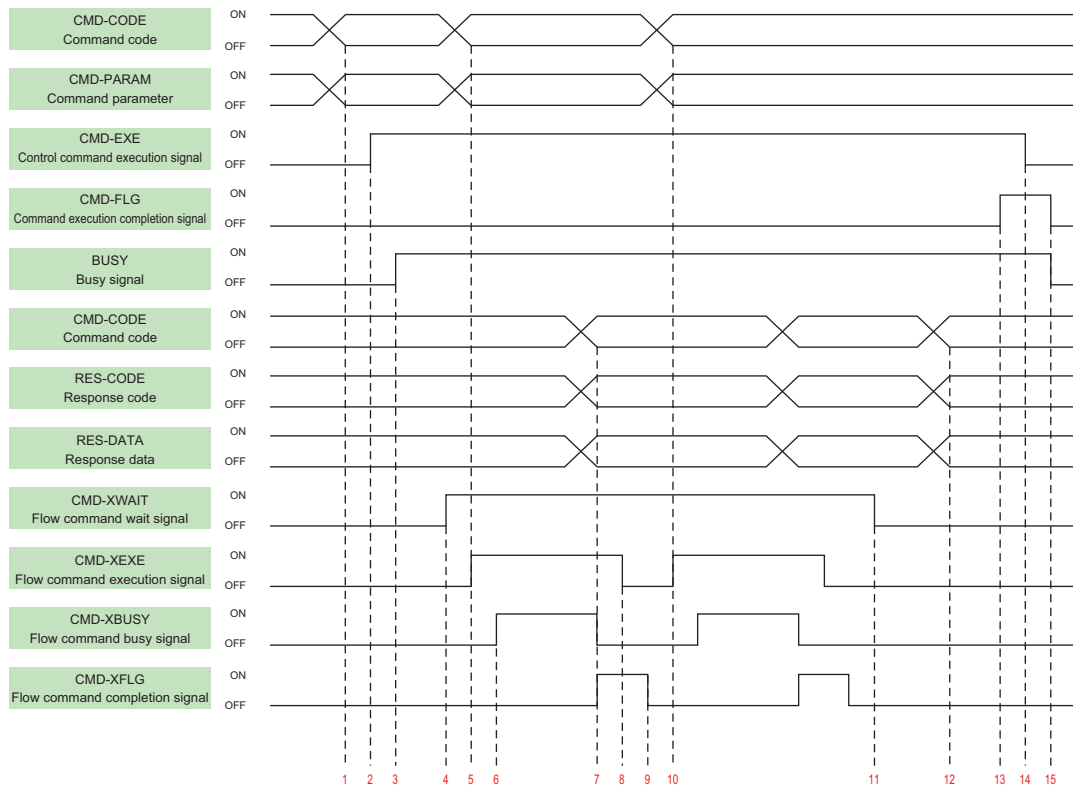 CMD-CODE
Command code
ON
OFF
CMD-PARAM
Command parameter
ON
OFF
CMD-EXE
Control command execution signal
ON
OFF
CMD-FLG
Command execution completion signal
ON
OFF
BUSY
Busy signal
ON
OFF
CMD-CODE
Command code
ON
OFF
RES-CODE
Response code
ON
OFF
RES-DATA
Response data
ON
OFF
CMD-XWAIT
Flow command wait signal
ON
OFF
CMD-XEXE
Flow command execution signal
ON
OFF
CMD-XBUSY
Flow command busy signal
ON
OFF
CMD-XFLG
Flow command completion signal
ON
OFF
1 2 3 4 5 6 7 8 9 10 11 12 13 14 15